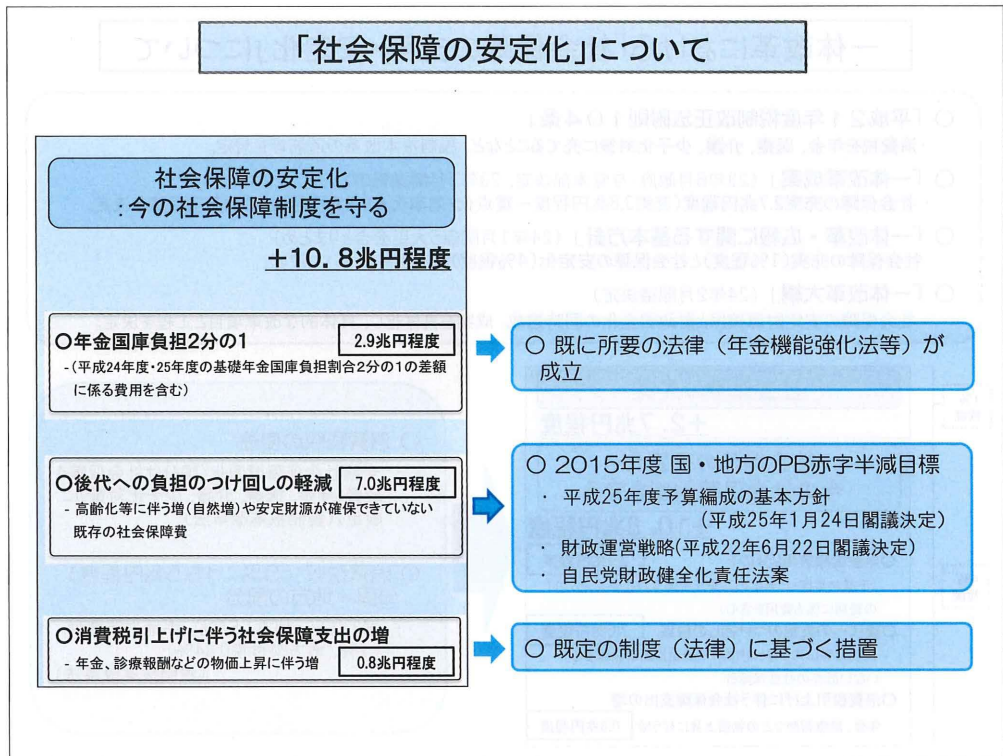 「社会保障の安定化」について
社会保障の安定化
:今の社会保障制度を守る
+10.8兆円程度
○年金国庫負担2分の1 2.9兆円程度
-(平成24年度・25年度の基礎年金国庫負担割合2分の1の差額
に係る費用を含む)
○ 既に所要の法律(年金機能強化法等)が
成立
○後代への負担のつけ回しの軽減 7.0兆円程度
- 高齢化等に伴う増(自然増)や安定財源が確保できていない
既存の社会保障費
○ 2015年度 国・地方のPB赤字半減目標
・ 平成25年度予算編成の基本方針
(平成25年1月24日閣議決定)
・ 財政運営戦略(平成22年6月22日閣議決定)
・ 自民党財政健全化責任法案
○消費税引上げに伴う社会保障支出の増
- 年金、診療報酬などの物価上昇に伴う増 0.8兆円程度
○ 既定の制度(法律)に基づく措置